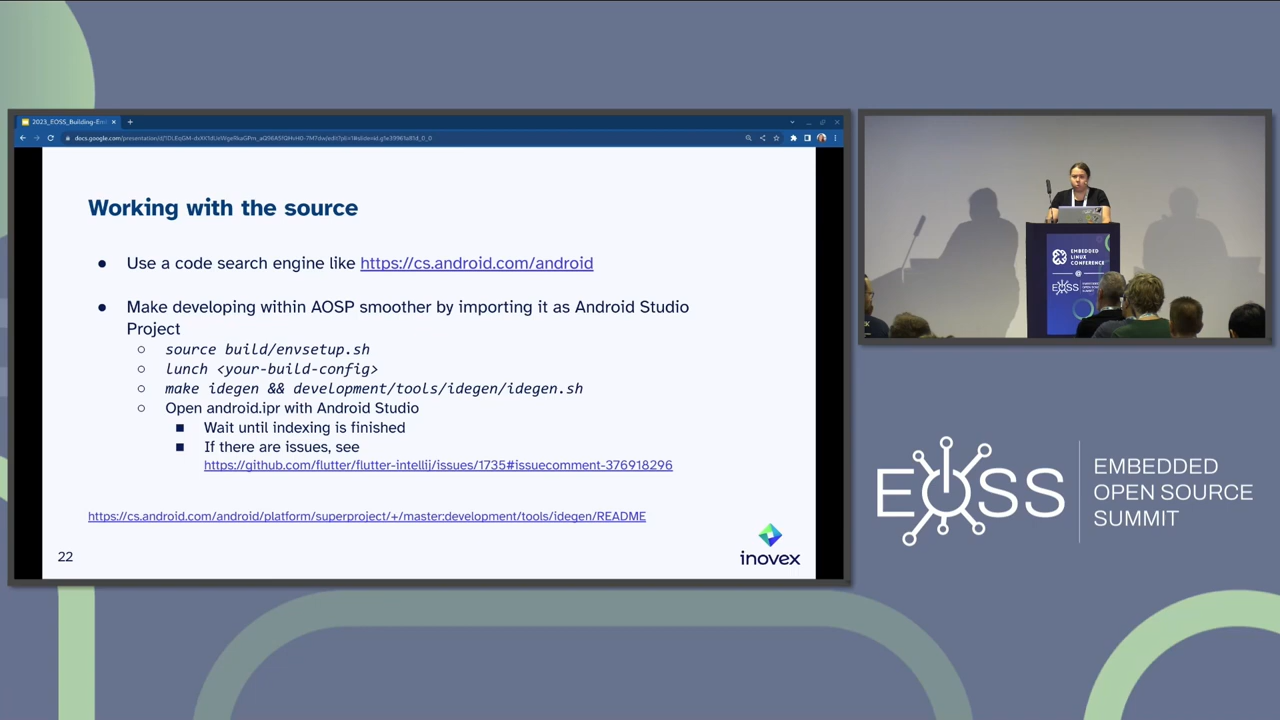 2023_EOSS_Building-Em
Working with the source
● Use a code search engine like https://cs.android.com/android
● Make developing within AOSP smoother by importing it as Android Studio
Project
○ source build/envsetup.sh
○ lunch <your-build-config>
○ make idegen && development/tools/idegen/idegen.sh
○ Open android.ipr with Android Studio
■ Wait until indexing is finished
■ If there are issues, see
https://github.com/flutter/flutter-intellij/issues/1735#issuecomment-376918296
https://cs.android.com/android/platform/superproject/+/master:development/tools/idegen/README
22
inovex
EMBEDDED
LINUX
CONFERENCE
@
EOSS
EOSS
EMBEDDED
OPEN SOURCE
SUMMIT